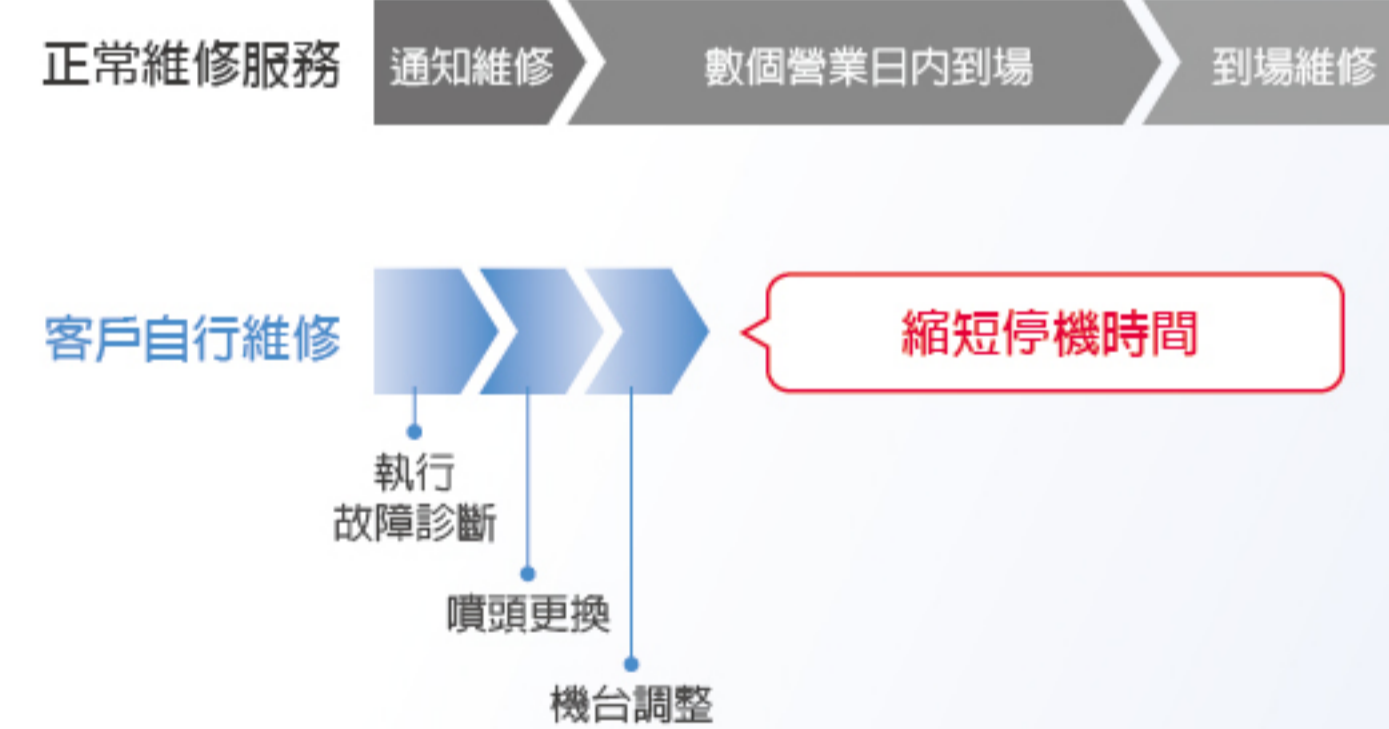 正常維修服務
通知維修
數個營業日内到場
到場維修
客戶自行維修
縮短停機時間
執行
故障診斷
噴頭更換
機台調整